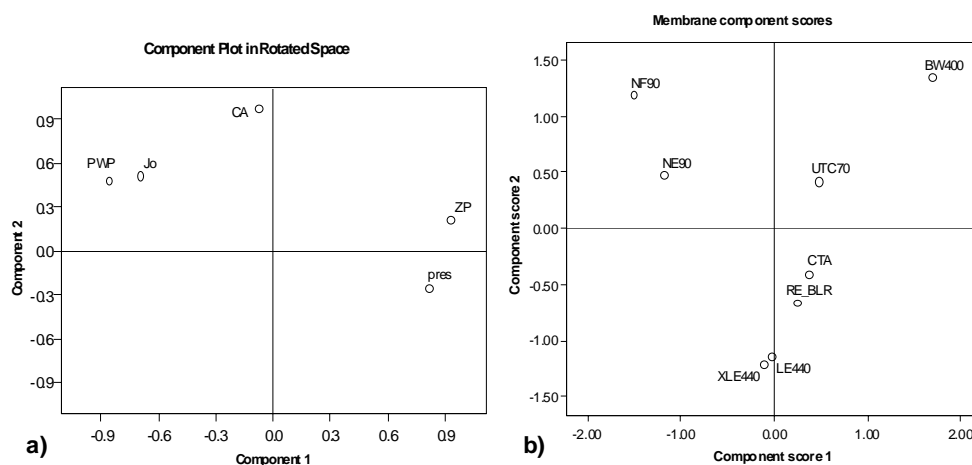 Component Plot in Rotated Space
Component 2
0.9
0.6
0.3
0.0
-0.3
-0.6
-0.9
CA
PWP
Jo
ZP
pres
-0.9
-0.6
-0.3
0.0
0.3
0.6
0.9
Component 1
a)
Membrane component scores
Component score 2
1.50
1.00
0.50
0.00
-0.50
-1.00
-1.50
BW400
NF90
NE90
UTC70
CTA
RE_BLR
LE440
XLE440
-2.00
-1.00
0.00
1.00
2.00
Component score 1
b)